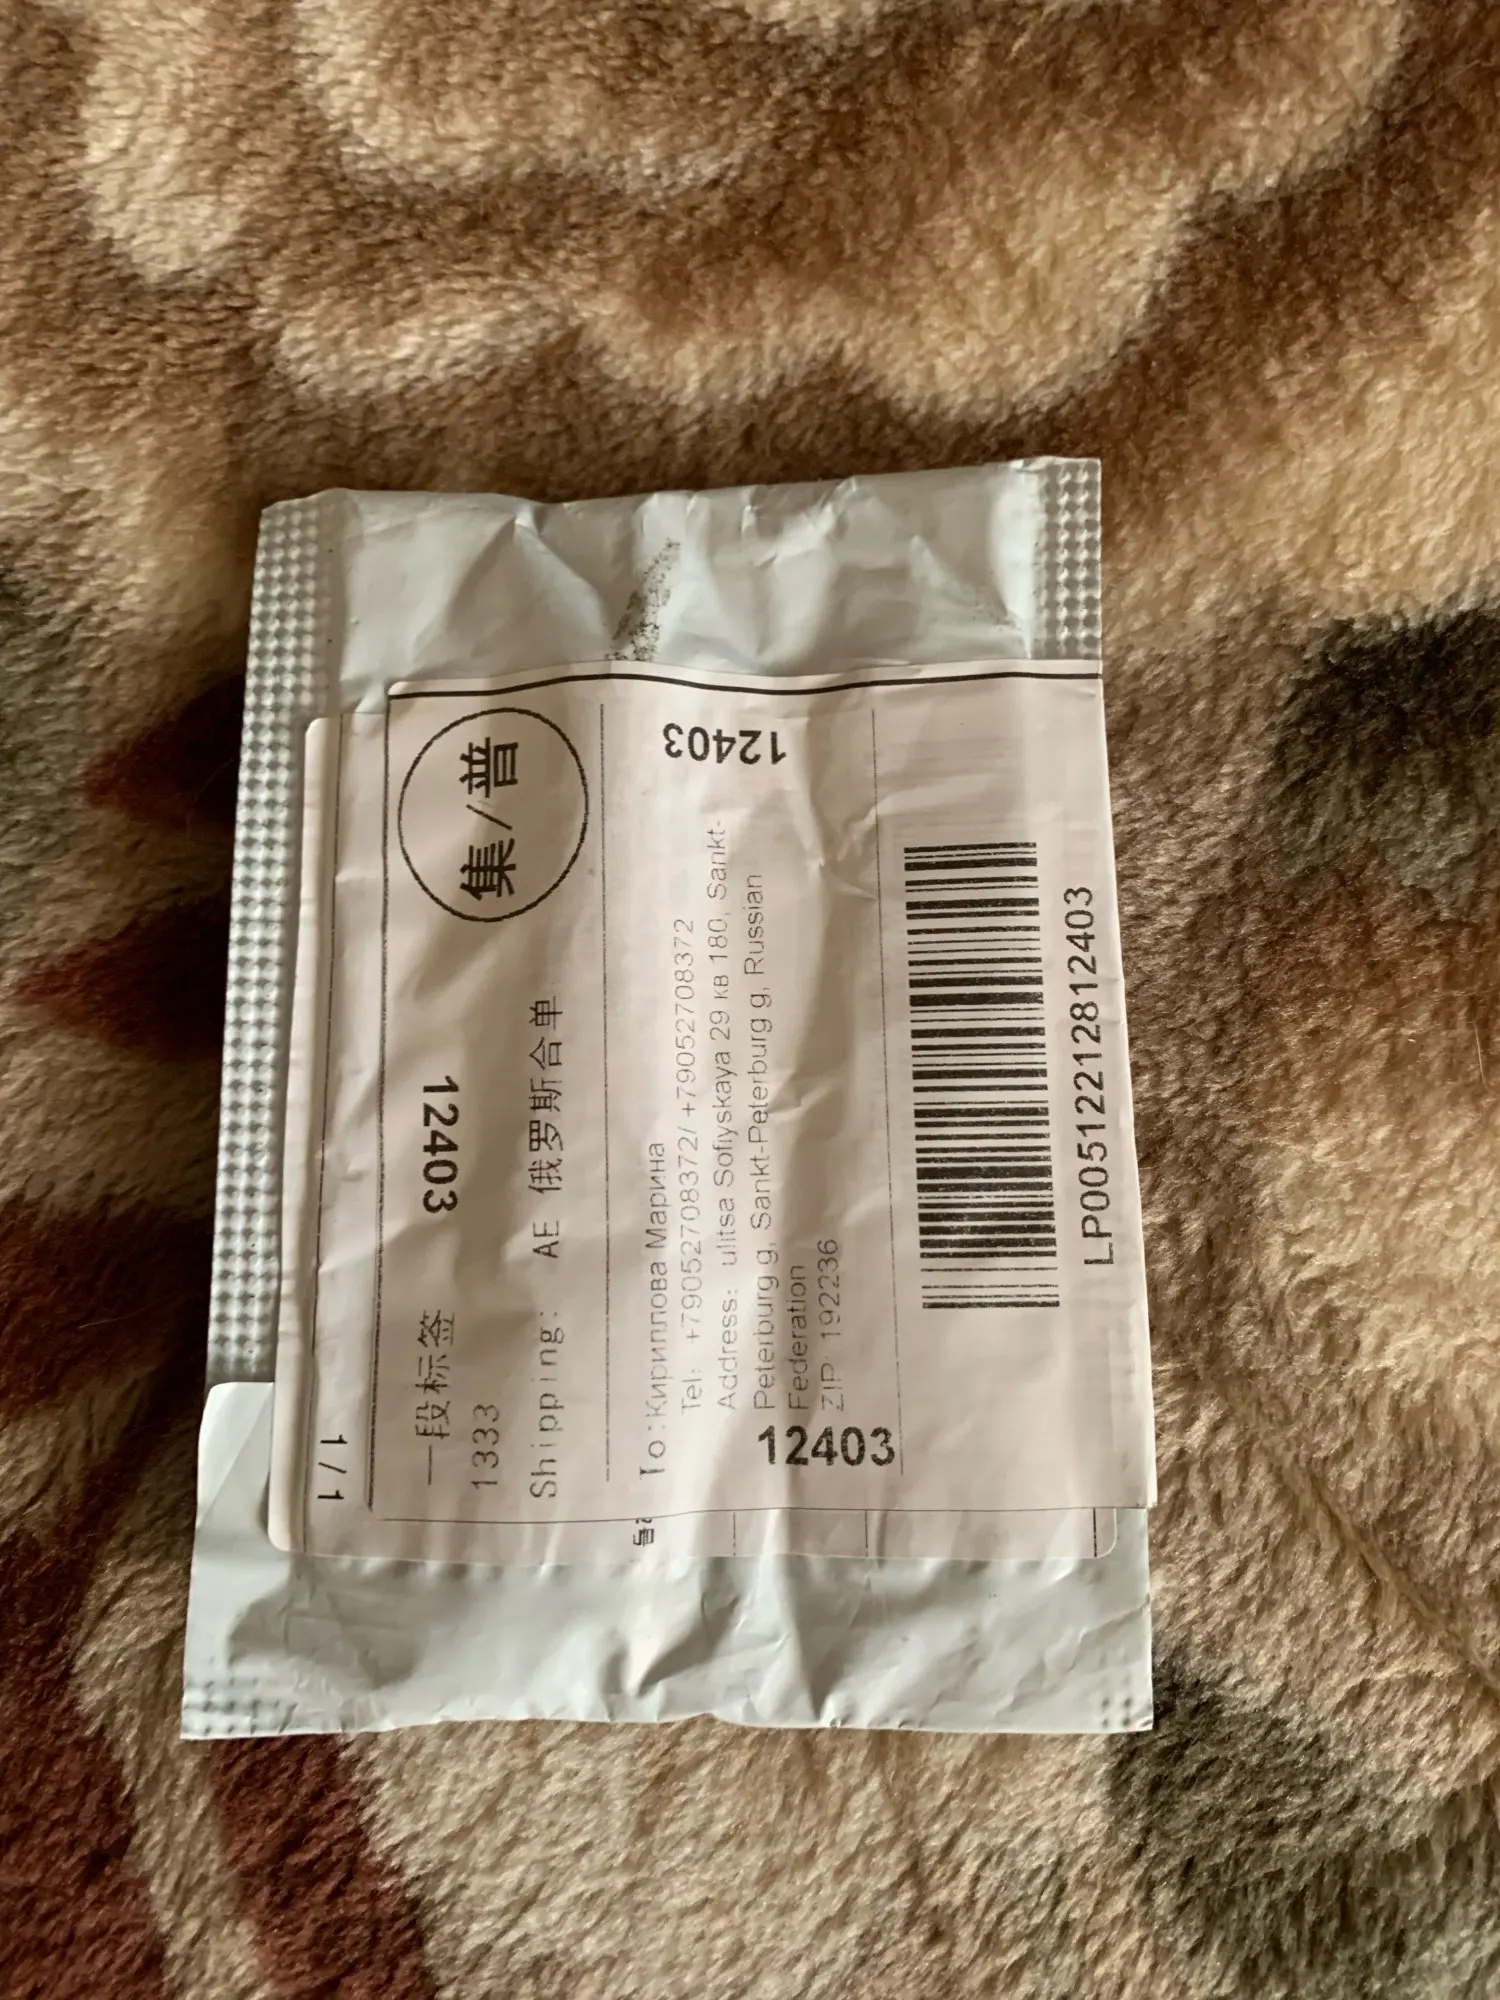 1/1
一段标签
12403
集/普
1333
Shipping: AE 俄罗斯合单
To:Кириллова Марина
12403
Tel: +79052708372/+79052708372
Address: ulitsa Sofiyskaya 29 кв 180, Sankt-
Peterburg g, Sankt-Peterburg g, Russian
Federation
ZIP: 192236
12403
LP00512212812403